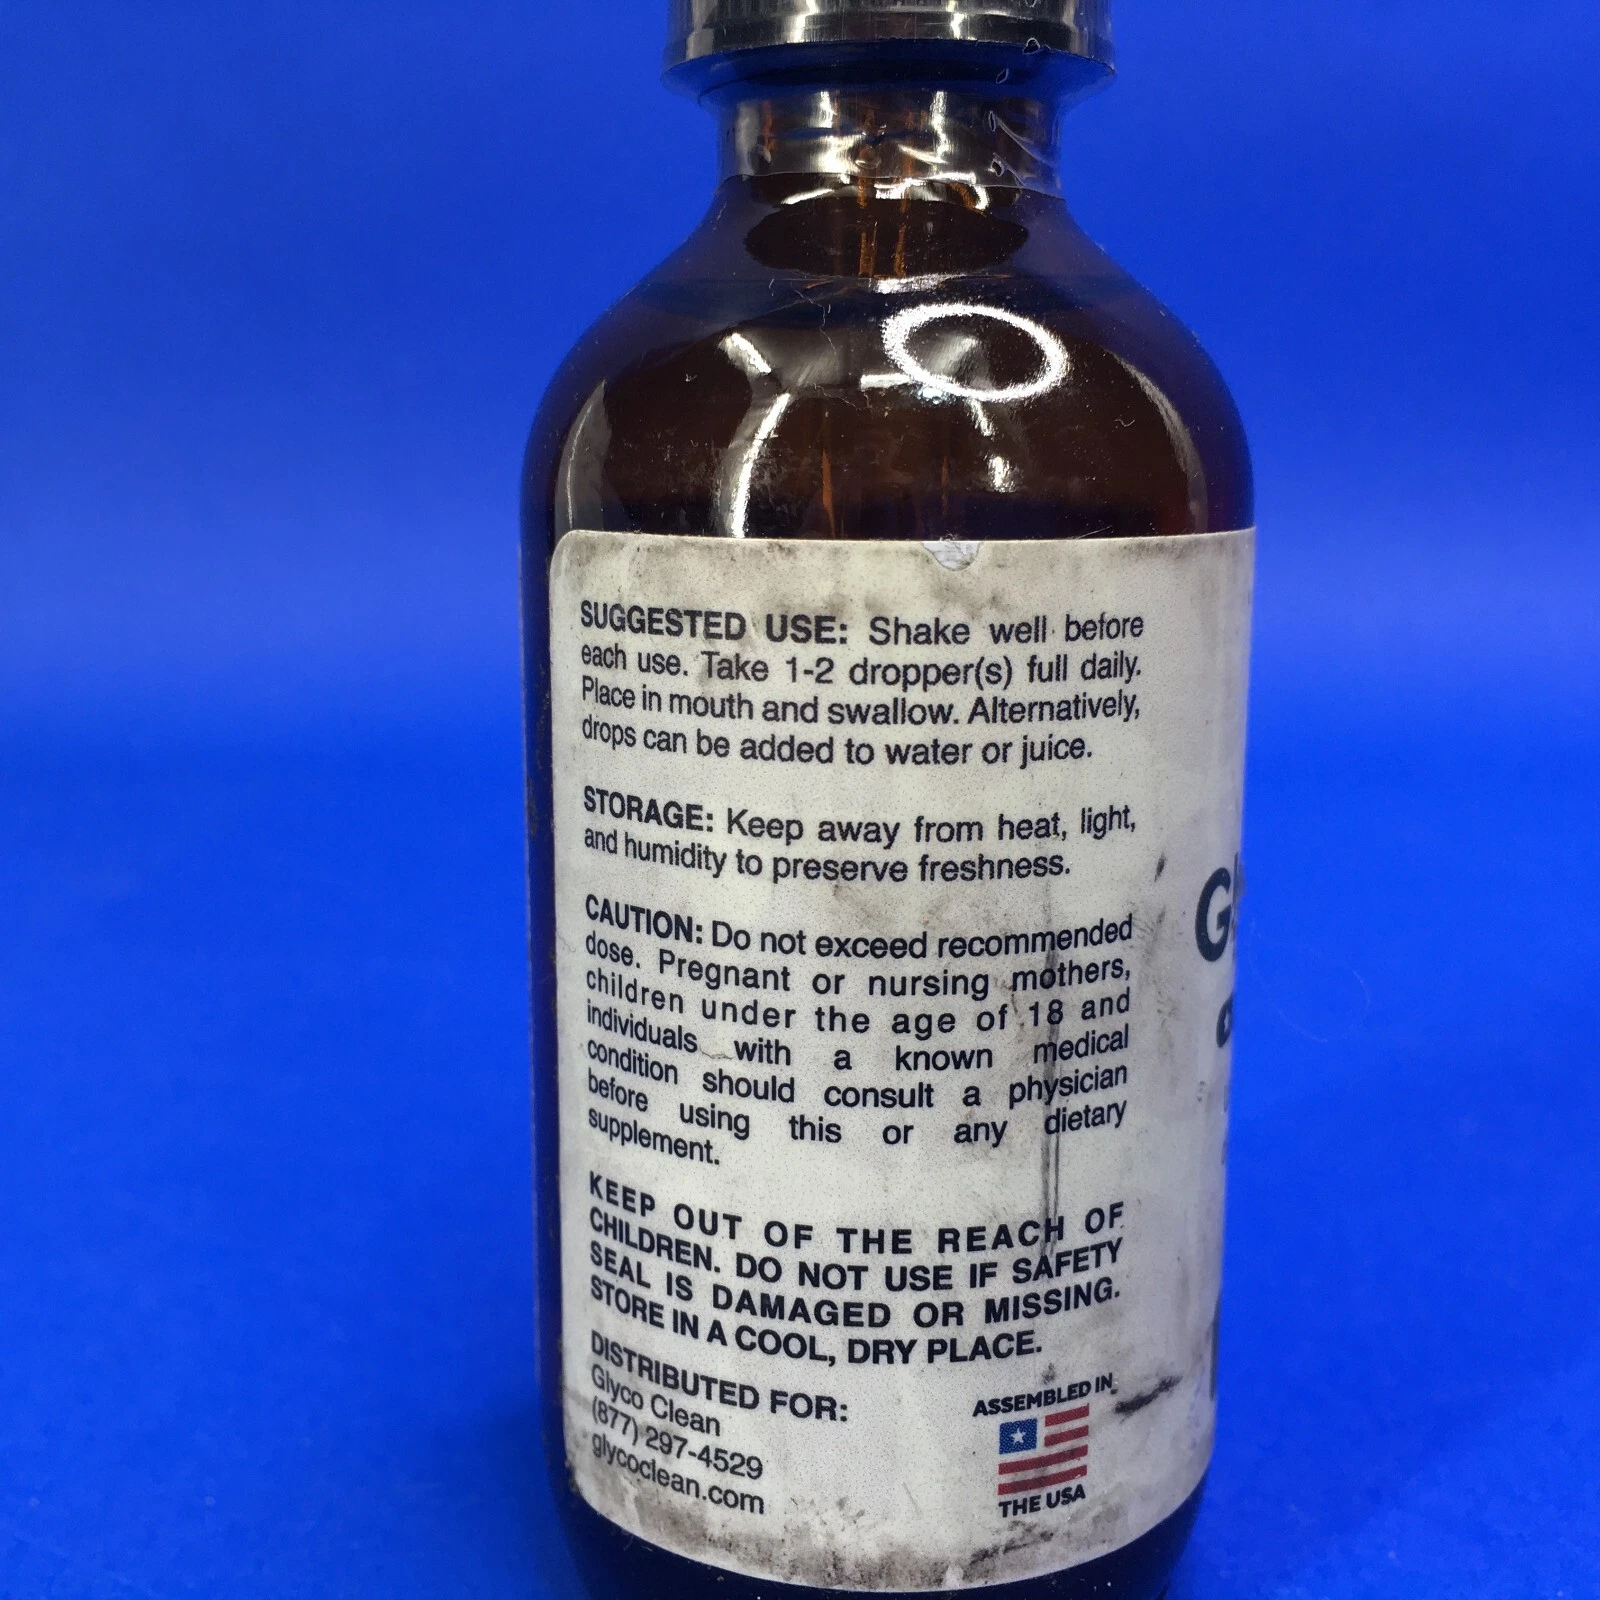 SUGGESTED USE: Shake well before
each use. Take 1-2 dropper(s) full daily.
Place in mouth and swallow. Alternatively,
drops can be added to water or juice.
STORAGE: Keep away from heat, light,
and humidity to preserve freshness.
CAUTION: Do not exceed recommended
dose. Pregnant or nursing mothers,
children under the age of 18 and
individuals with a known medical
condition should consult a physician
before using this or any dietary
supplement.
KEEP OUT OF THE REACH OF
CHILDREN. DO NOT USE IF SAFETY
SEAL IS DAMAGED OR MISSING.
STORE IN A COOL, DRY PLACE.
DISTRIBUTED FOR:
Glyco Clean
(877) 297-4529
glycoclean.com
ASSEMBLED IN
THE USA